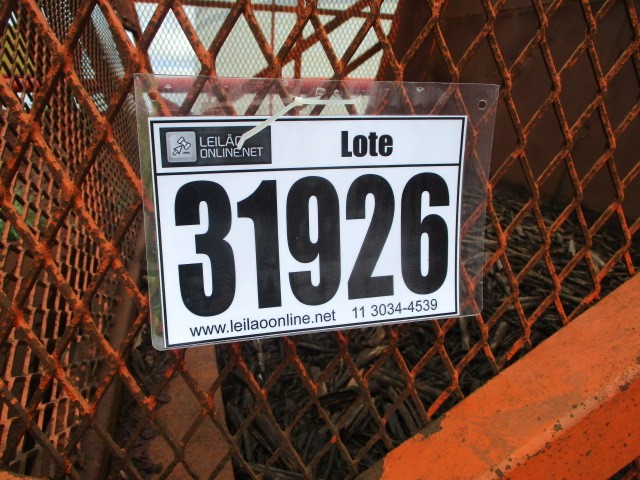 LEILÃO
ONLINE.NET
Lote
31926
www.leilaoonline.net 11 3034-4539